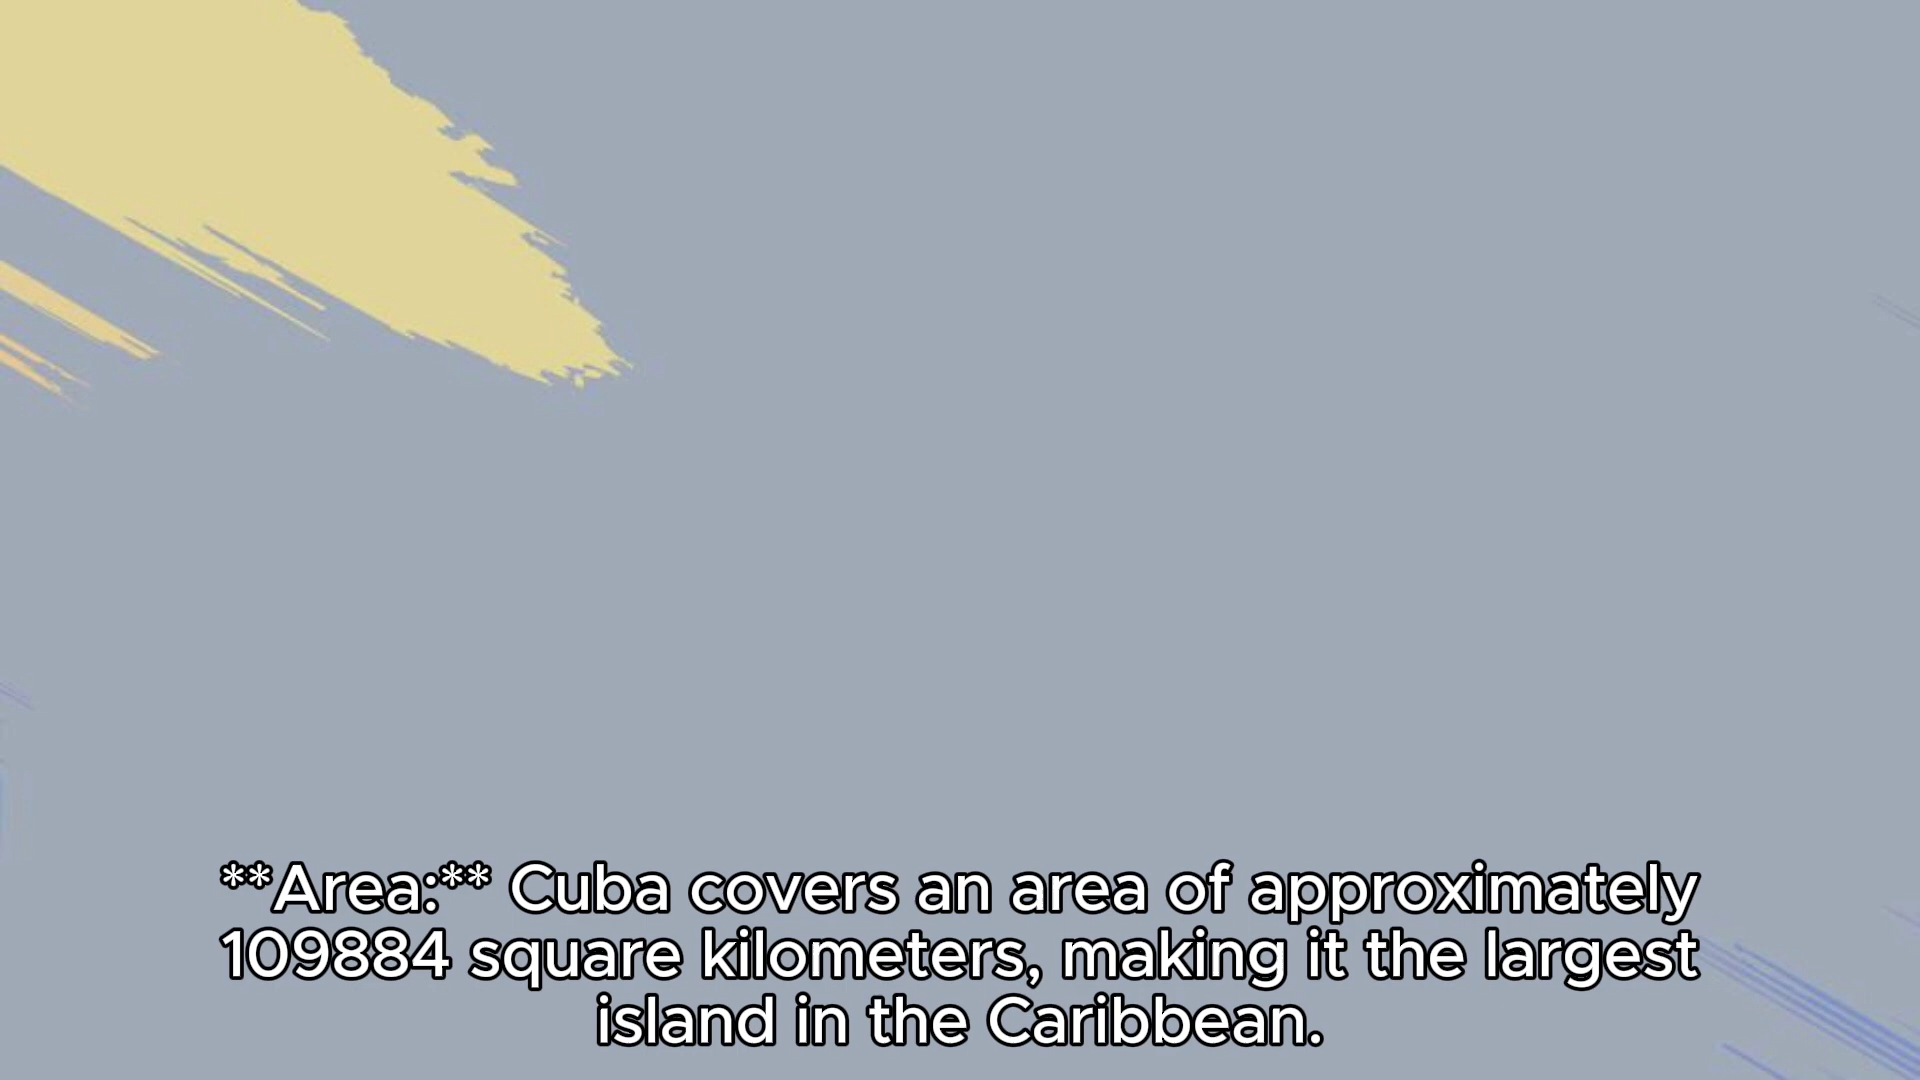 **Area:** Cuba covers an area of approximately
109884 square kilometers, making it the largest
island in the Caribbean.